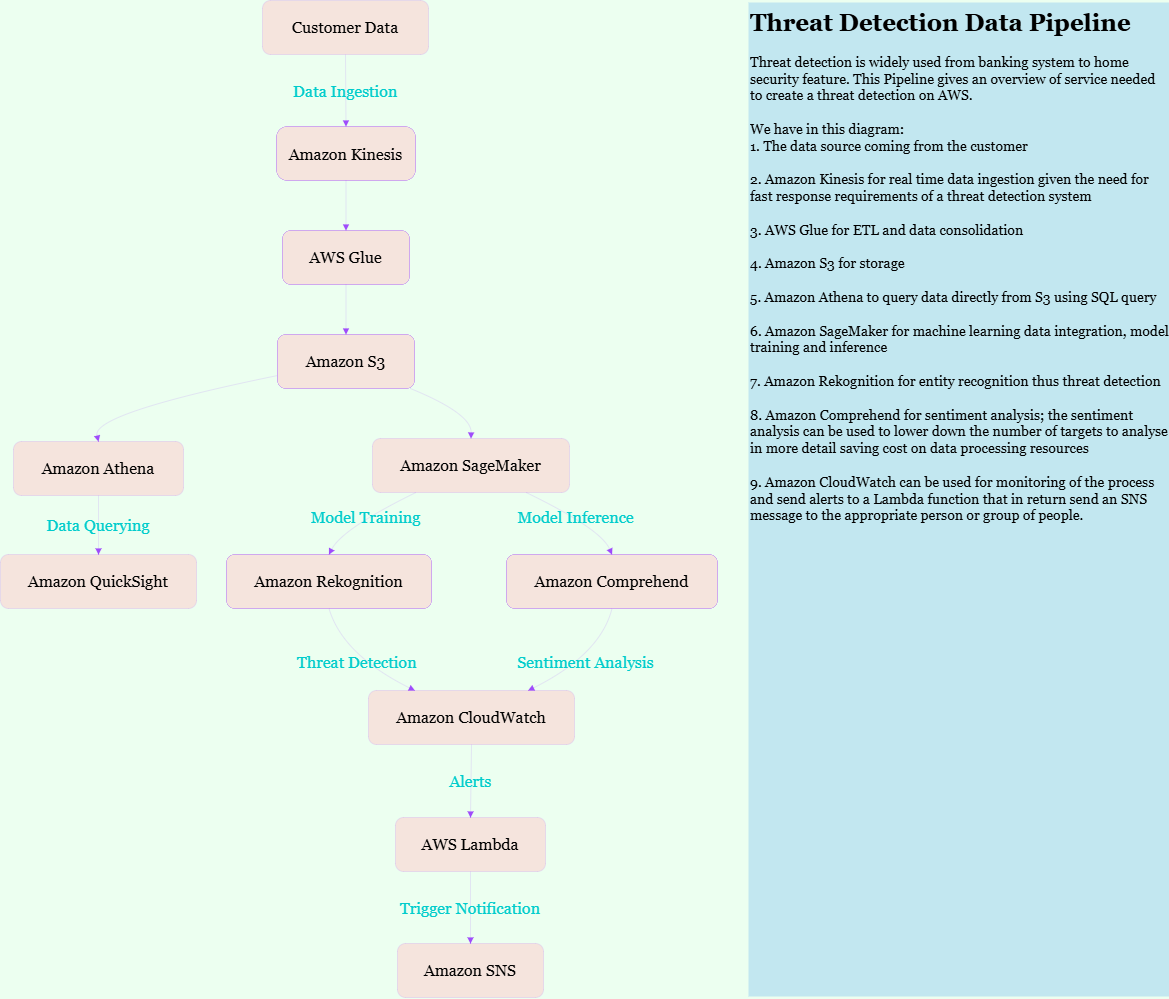 Customer Data
Data Ingestion
Amazon Kinesis
AWS Glue
Amazon S3
Amazon Athena
Amazon SageMaker
Data Querying
Model Training
Model Inference
Amazon QuickSight
Amazon Rekognition
Amazon Comprehend
Threat Detection
Sentiment Analysis
Amazon CloudWatch
Alerts
AWS Lambda
Trigger Notification
Amazon SNS
Threat Detection Data Pipeline
Threat detection is widely used from banking system to home
security feature. This Pipeline gives an overview of service needed
to create a threat detection on AWS.
We have in this diagram:
1. The data source coming from the customer
2. Amazon Kinesis for real time data ingestion given the need for
fast response requirements of a threat detection system
3. AWS Glue for ETL and data consolidation
4. Amazon S3 for storage
5. Amazon Athena to query data directly from S3 using SQL query
6. Amazon SageMaker for machine learning data integration, model
training and inference
7. Amazon Rekognition for entity recognition thus threat detection
8. Amazon Comprehend for sentiment analysis; the sentiment
analysis can be used to lower down the number of targets to analyse
in more detail saving cost on data processing resources
9. Amazon CloudWatch can be used for monitoring of the process
and send alerts to a Lambda function that in return send an SNS
message to the appropriate person or group of people.